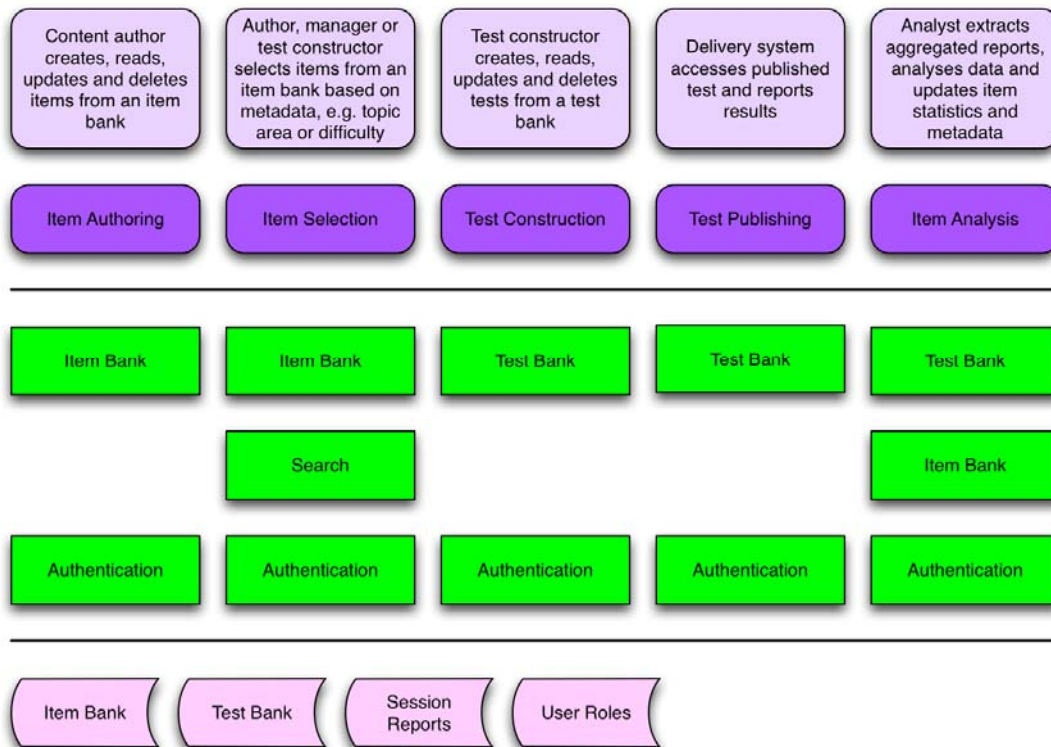 Content author
creates, reads,
updates and deletes
items from an item
bank
Author, manager or
test constructor
selects items from an
item bank based on
metadata, e.g. topic
area or difficulty
Test constructor
creates, reads,
updates and deletes
tests from a test
bank
Delivery system
accesses published
test and reports
results
Analyst extracts
aggregated reports,
analyses data and
updates item
statistics and
metadata
Item Authoring
Item Selection
Test Construction
Test Publishing
Item Analysis
Item Bank
Item Bank
Test Bank
Test Bank
Test Bank
Search
Item Bank
Authentication
Authentication
Authentication
Authentication
Authentication
Item Bank
Test Bank
Session
Reports
User Roles